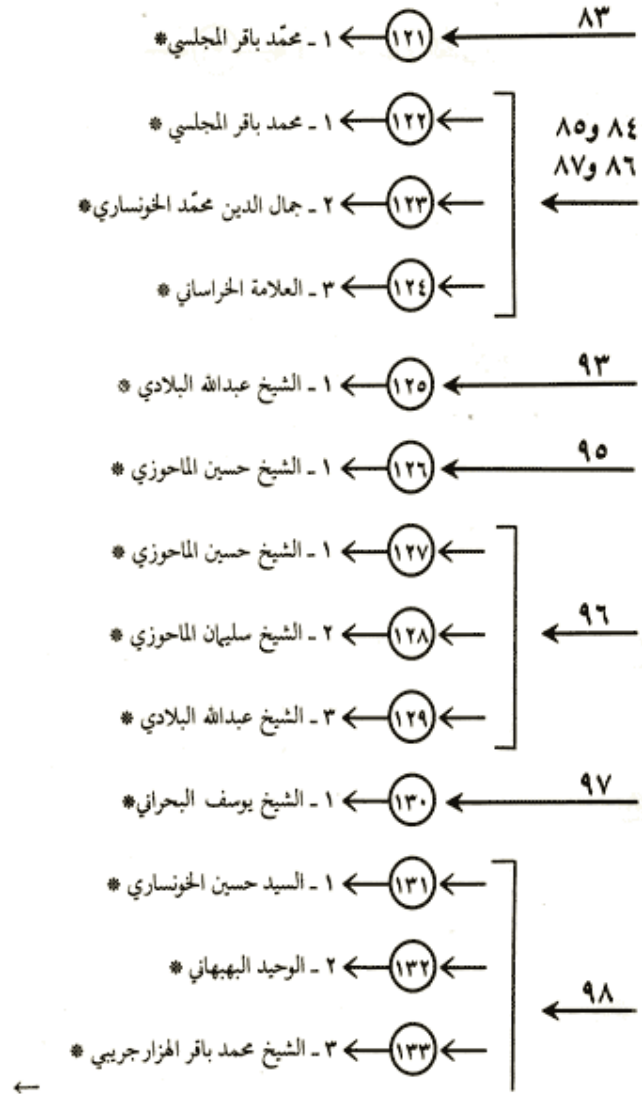 ٨٣ ← (١٢١) ← ١ ـ محمّد باقر المجلسي*
٨٤ و٨٥
٨٦ و٨٧
(١٢٢) ← ١ ـ محمد باقر المجلسي *
(١٢٣) ← ٢ ـ جمال الدين محمّد الخونساري*
(١٢٤) ← ٣ ـ العلامة الخراساني *
٩٣ ← (١٢٥) ← ١ ـ الشيخ عبدالله البلادي *
٩٥ ← (١٢٦) ← ١ ـ الشيخ حسين الماحوزي *
٩٦
(١٢٧) ← ١ ـ الشيخ حسين الماحوزي *
(١٢٨) ← ٢ ـ الشيخ سليمان الماحوزي *
(١٢٩) ← ٣ ـ الشيخ عبدالله البلادي *
٩٧ ← (١٣٠) ← ١ ـ الشيخ يوسف البحراني*
٩٨
(١٣١) ← ١ ـ السيد حسين الخونساري *
(١٣٢) ← ٢ ـ الوحيد البهبهاني *
(١٣٣) ← ٣ ـ الشيخ محمد باقر الهزارجريبي *
←